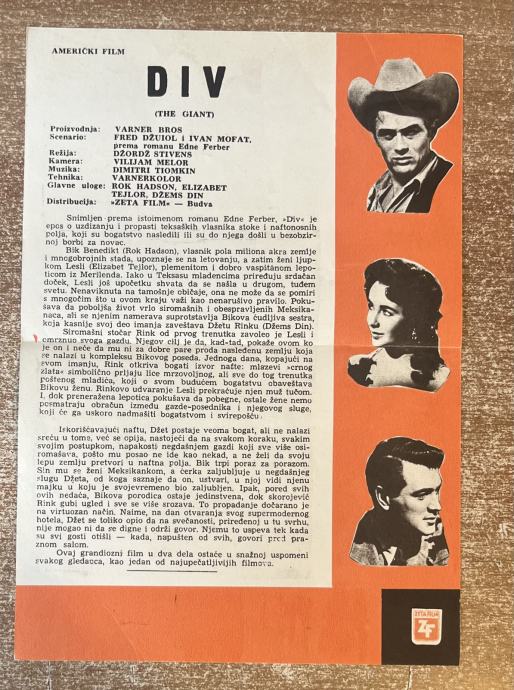 AMERIČKI FILM
DIV
(THE GIANT)
Proizvodnja: VARNER BROS
Scenario: FRED DŽUIOL i IVAN MOFAT,
prema romanu Edne Ferber
Režija: DŽORDŽ STIVENS
Kamera: VILIJAM MELOR
Muzika: DIMITRI TIOMKIN
Tehnika: VARNERKOLOR
Glavne uloge: ROK HADSON, ELIZABET
TEJLOR, DŽEMS DIN
Distribucija: »ZETA FILM« — Budva
Snimljen prema istoimenom romanu Edne Ferber, »Div« je
epos o uzdizanju i propasti teksaških vlasnika stoke i naftonosnih
polja, koji su bogatstvo nasledili ili su do njega došli u bezobzir-
noj borbi za novac.
Bik Benedikt (Rok Hadson), vlasnik pola miliona akra zemlje
i mnogobrojnih stada, upoznaje se na letovanju, a zatim ženi ljup-
kom Lesli (Elizabet Tejlor), plemenitom i dobro vaspitanom lepo-
ticom iz Merilenda. Iako u Teksasu mladencima priređuju srdačan
doček, Lesli još u početku shvata da se našla u drugom, tuđem
svetu. Nenaviknuta na tamošnje običaje, ona ne može da se pomiri
s mnogočim što u ovom kraju važi kao nenarušivo pravilo. Poku-
šava da poboljša život vrlo siromašnih i obespravljenih Meksika-
naca, ali se njenim namerama suprotstavlja Bikova čudljiva sestra,
koja kasnije svoj deo imanja zaveštava Džetu Rinku (Džems Din).
Siromašni stočar Rink od prvog trenutka zavoleo je Lesli i
omrznuo svoga gazdu. Njegov cilj je da, kad-tad, pokaže ovom ko
je on i neće da mu ni za dobre pare proda nasleđenu zemlju koja
se nalazi u kompleksu Bikovog poseda. Jednoga dana, kopajući na
svom imanju, Rink otkriva bogati izvor nafte: mlazevi »crnog
zlata« simbolično prljaju lice mrzovoljnog, ali sve do tog trenutka
poštenog mladića, koji o svom budućem bogatstvu obaveštava
Bikovu ženu. Rinkovo udvaranje Lesli prekraćuje njen muž tučom.
I, dok preneražena lepotica pokušava da pobegne, ostale žene nemo
posmatraju obračun između gazde-posednika i njegovog sluge,
koji će ga uskoro nadmašiti bogatstvom i svirepošću.
Iskorišćavajući naftu, Džet postaje veoma bogat, ali ne nalazi
sreću u tome, već se opija, nastojeći da na svakom koraku, svakim
svojim postupkom, napakosti negdašnjem gazdi koji sve više osi-
romašava, pošto mu posao ne ide kao nekad, a ne želi da svoju
lepu zemlju pretvori u naftna polja. Bik trpi poraz za porazom.
Sin mu se ženi Meksikankom, a ćerka zaljubljuje u negdašnjeg
slugu Džeta, od koga saznaje da on, ustvari, u njoj vidi njenu
majku u koju je svojevremeno bio zaljubljen. Ipak, pored svih
ovih nedaća, Bikova porodica ostaje jedinstvena, dok skorojević
Rink gubi ugled i sve se više srozava. To propadanje dočarano je
na virtuozan način. Naime, na dan otvaranja svog supermodernog
hotela, Džet se toliko opio da na svečanosti, priređenoj u tu svrhu,
nije mogao ni da se digne i održi govor. Njemu to uspeva tek kada
su svi gosti otišli — kada, napušten od svih, govori pred praz-
nom salom.
Ovaj grandiozni film u dva dela ostaće u snažnoj uspomeni
svakog gledaoca, kao jedan od najupečatljivijih filmova.
ZETA FILM
ZF